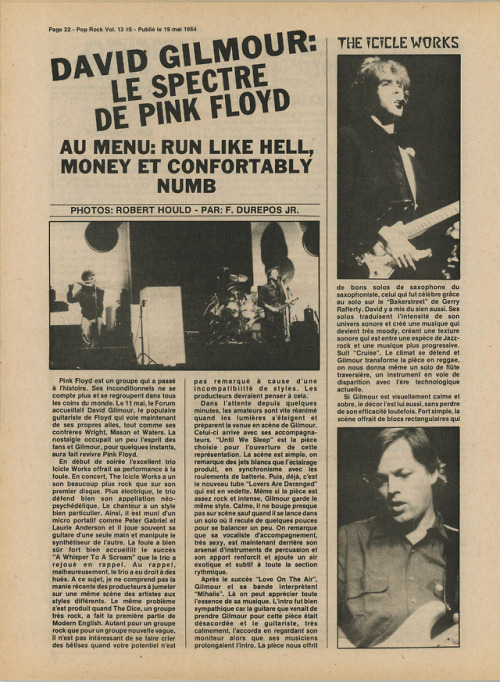 Page 22 - Pop Rock Vol. 13 #5 - Publié le 19 mai 1984
DAVID GILMOUR:
LE SPECTRE
DE PINK FLOYD
AU MENU: RUN LIKE HELL,
MONEY ET CONFORTABLY
NUMB
PHOTOS: ROBERT HOULD - PAR: F. DUREPOS JR.
Pink Floyd est un groupe qui a passé
à l'histoire. Ses inconditionnels ne se
compte plus et se regroupent dans tous
les coins du monde. Le 11 mai, le Forum
accueillait David Gilmour, le populaire
guitariste de Floyd qui vole maintenant
de ses propres ailes, tout comme ses
confrères Wright, Mason et Waters. La
nostalgie occupait un peu l'esprit des
fans et Gilmour, pour quelques instants,
aura fait revivre Pink Floyd.
En début de soirée l'excellent trio
Icicle Works offrait sa performance à la
foule. En concert, The Icicle Works a un
son beaucoup plus rock que sur son
premier disque. Plus électrique, le trio
défend bien son appellation néo-
psychédélique. Le chanteur a un style
bien particulier. Ainsi, il est muni d'un
micro portatif comme Peter Gabriel et
Laurie Anderson et il joue souvent sa
guitare d'une seule main et manipule le
synthétiseur de l'autre. La foule a bien
sûr fort bien accueillit le succès
"A Whisper To A Scream" que le trio a
rejoué en rappel. Au rappel,
malheureusement, le trio a eu droit à des
hués. A ce sujet, je ne comprend pas la
manie récente des producteurs à jumeler
sur une même scène des artistes aux
styles différents. Le même problème
s'est produit quand The Dice, un groupe
très rock, a fait la première partie de
Modern English. Autant pour un groupe
rock que pour un groupe nouvelle vague,
il n'est pas intéressant de se faire crier
des bêtises quand votre potentiel n'est
pas remarqué à cause d'une
incompatibilité de styles. Les
producteurs devraient penser à cela.
Dans l'attente depuis quelques
minutes, les amateurs sont vite réanimé
quand les lumières s'éteigent et
préparent la venue en scène de Gilmour.
Celui-ci arrive avec ses accompagna-
teurs. "Until We Sleep" est la pièce
choisie pour l'ouverture de cette
représentation. La scène est simple, on
remarque des jets blancs que l'éclairage
produit, en synchronisme avec les
roulements de batterie. Puis, déjà, c'est
le nouveau tube "Lovers Are Deranged"
qui est en vedette. Même si la pièce est
assez rock et intense, Gilmour garde le
même style. Calme, il ne bouge presque
pas sur scène sauf quand il se lance dans
un solo où il recule de quelques pouces
pour se balancer un peu. On remarque
que sa vocaliste d'accompagnement,
très sexy, est maintenant derrière son
arsenal d'instruments de percussion et
son apport renforcit et ajoute un air
exotique et subtil à toute la section
rythmique.
Après le succès "Love On The Air",
Gilmour et sa bande interprètent
"Mihalis". Là on peut apprécier toute
l'essence de sa musique. L'intro fut bien
sympathique car la guitare que venait de
prendre Gilmour pour cette pièce était
désaccordée et le guitariste, très
calmement, l'accorda en regardant son
moniteur alors que ses musiciens
prolongaient l'intro. La pièce nous offrit
THE ICICLE WORKS
de bons solos de saxophone du
saxophoniste, celui qui fut célèbre grâce
au solo sur le "Bakerstreet" de Gerry
Rafferty. David y a mis du sien aussi. Ses
solos traduisent l'intensité de son
univers sonore et créé une musique qui
devient très moody, créant une texture
sonore qui est entre une espèce de Jazz-
rock et une musique plus progressive.
Suit "Cruise". Le climat se détend et
Gilmour transforme la pièce en reggae,
on nous donna même un solo de flûte
traversière, un instrument en voie de
disparition avec l'ère technologique
actuelle.
Si Gilmour est visuellement calme et
sobre, le décor l'est lui aussi, sans perdre
de son efficacité toutefois. Fort simple, la
scène offrait de blocs rectangulaires qui